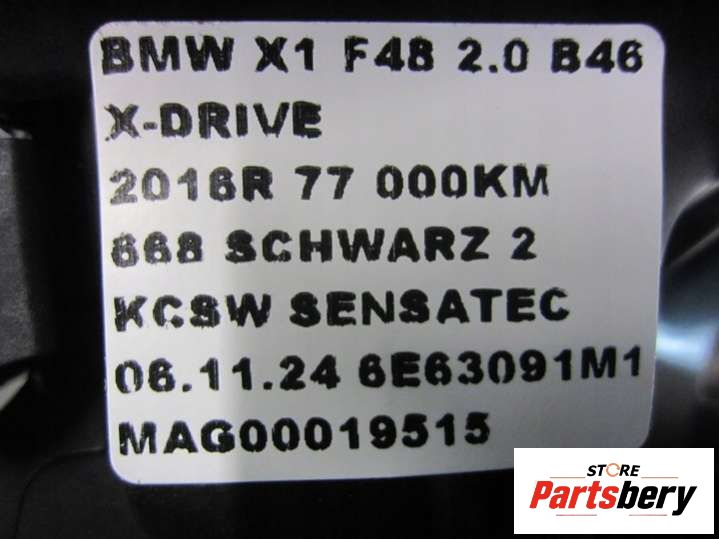 BMW X1 F48 2.0 B46
X-DRIVE
2016R 77 000KM
668 SCHWARZ 2
KCSW SENSATEC
06.11.24 6E63091M1
MAG00019515
STORE
Partsbery